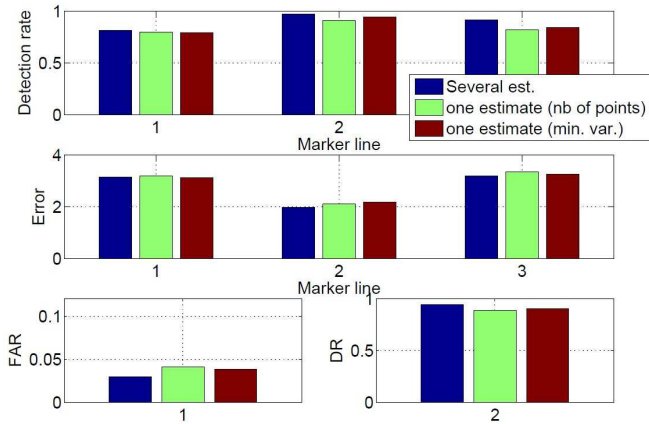 1
0.5
0
Detection rate
1
2
Marker line
Several est.
one estimate (nb of points)
one estimate (min. var.)
4
2
0
Error
1
2
3
Marker line
0.1
0.05
0
FAR
1
1
0.5
0
DR
2